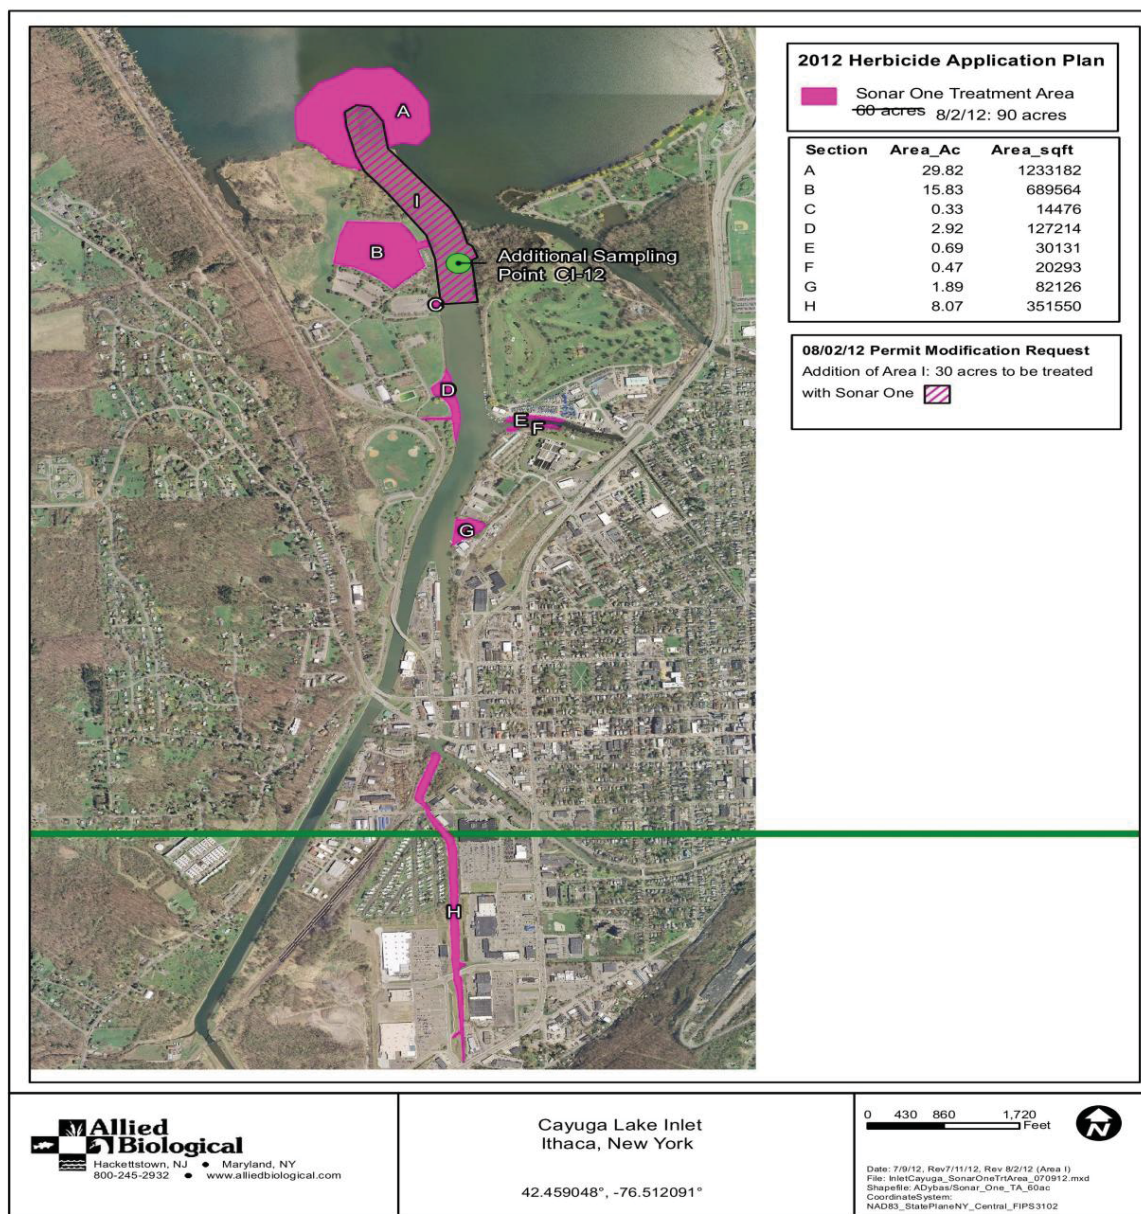 A
I
B
Additional Sampling
Point CI-12
C
D
E
F
G
H
2012 Herbicide Application Plan
Sonar One Treatment Area
60 acres 8/2/12: 90 acres
Section Area_Ac Area_sqft
A 29.82 1233182
B 15.83 689564
C 0.33 14476
D 2.92 127214
E 0.69 30131
F 0.47 20293
G 1.89 82126
H 8.07 351550
08/02/12 Permit Modification Request
Addition of Area I: 30 acres to be treated
with Sonar One
Allied
Biological
Hackettstown, NJ ● Maryland, NY
800-245-2932 ● www.alliedbiological.com
Cayuga Lake Inlet
Ithaca, New York
42.459048°, -76.512091°
0 430 860 1,720
Feet
N
Date: 7/9/12, Rev7/11/12, Rev 8/2/12 (Area I)
File: InletCayuga_SonarOneTrtArea_070912.mxd
Shapefile: ADybas/Sonar_One_TA_60ac
CoordinateSystem:
NAD83_StatePlaneNY_Central_FIPS3102